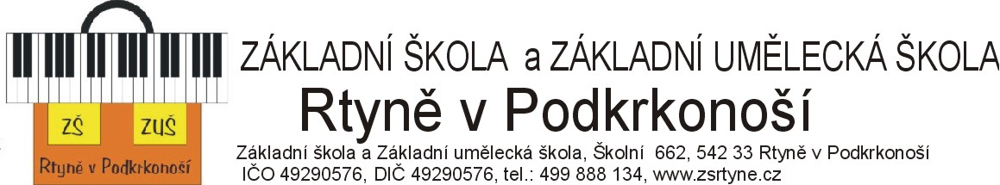 ZÁKLADNÍ ŠKOLA a ZÁKLADNÍ UMĚLECKÁ ŠKOLA
Rtyně v Podkrkonoší
Základní škola a Základní umělecká škola, Školní 662, 542 33 Rtyně v Podkrkonoší
IČO 49290576, DIČ 49290576, tel.: 499 888 134, www.zsrtyne.cz
ZŠ ZUŠ
Rtyně v Podkrkonoší